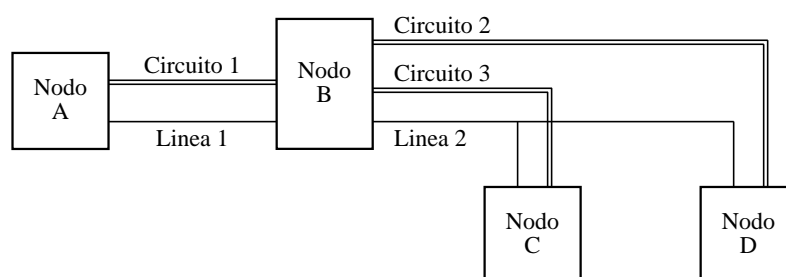 Nodo
A
Circuito 1
Linea 1
Nodo
B
Circuito 2
Circuito 3
Linea 2
Nodo
C
Nodo
D